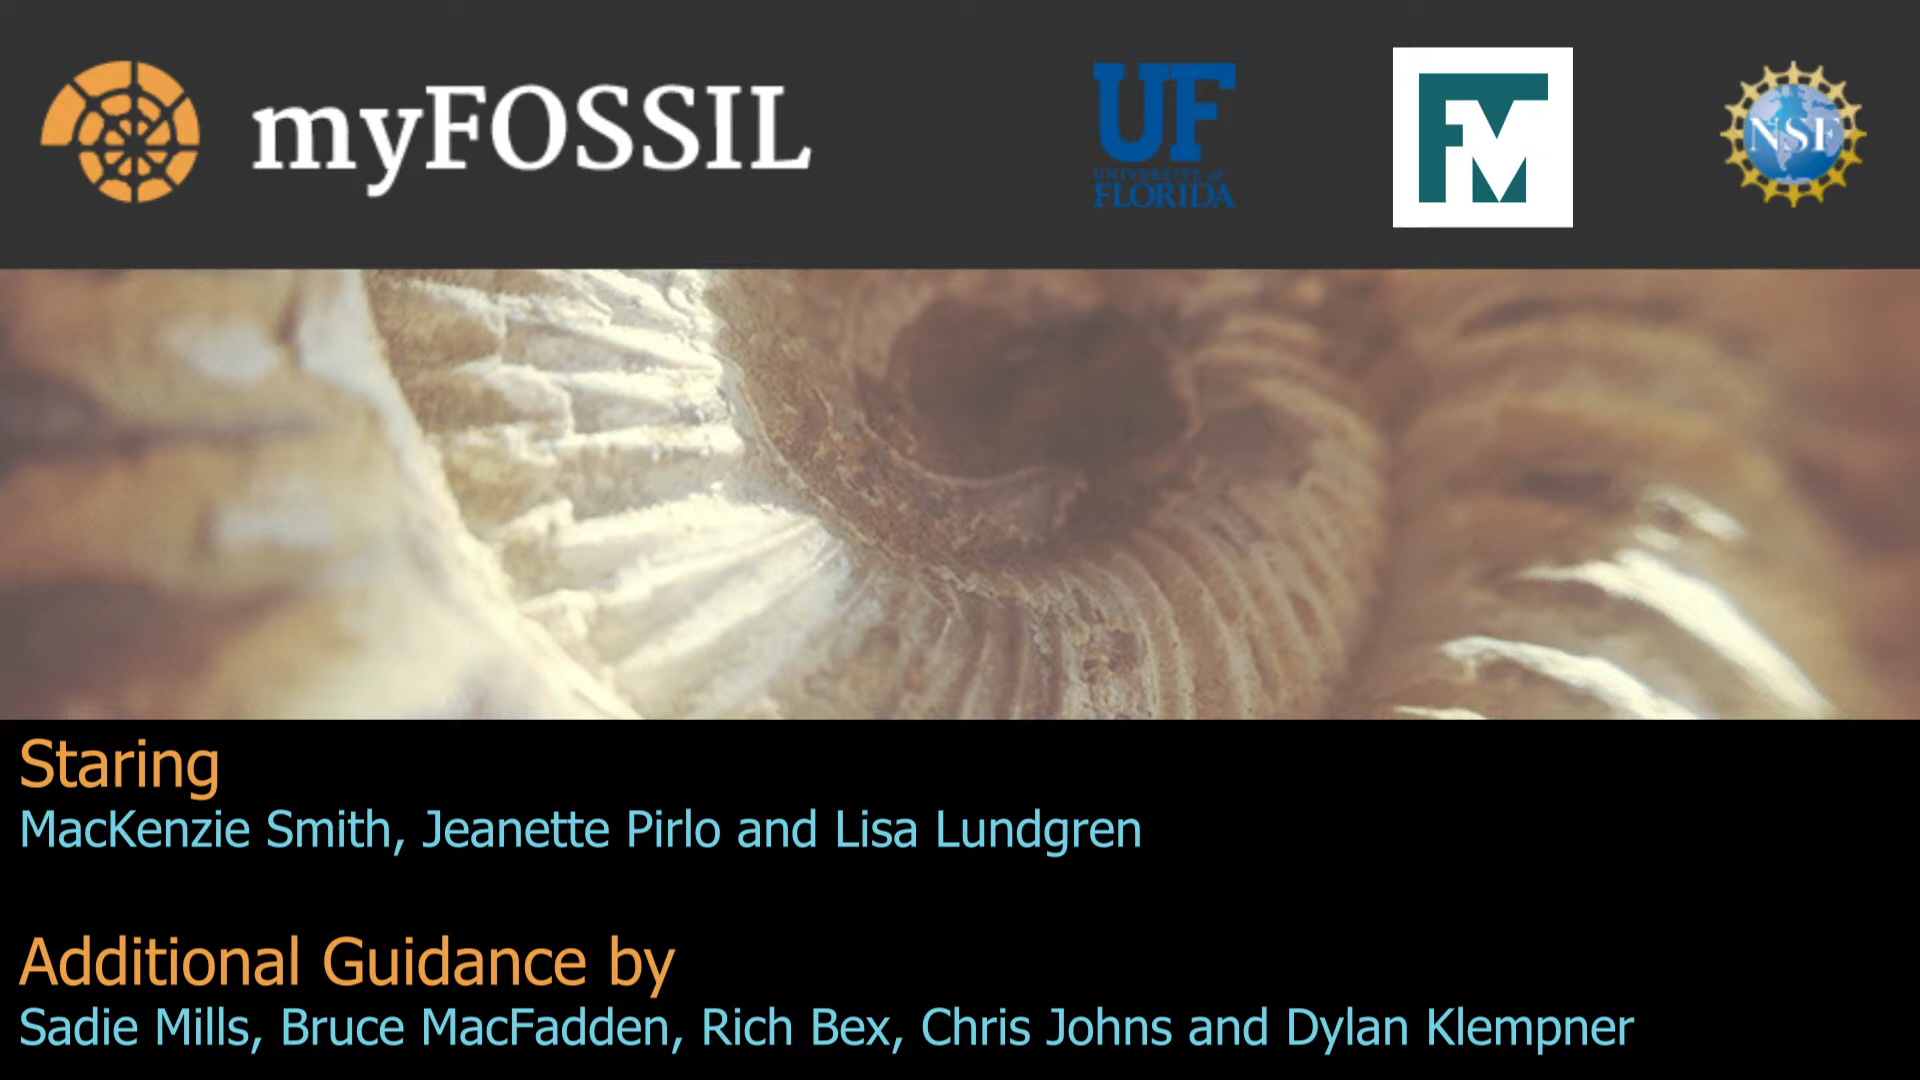 myFOSSIL
UF
UNIVERSITY of
FLORIDA
FM
NSF
Staring
MacKenzie Smith, Jeanette Pirlo and Lisa Lundgren
Additional Guidance by
Sadie Mills, Bruce MacFadden, Rich Bex, Chris Johns and Dylan Klempner